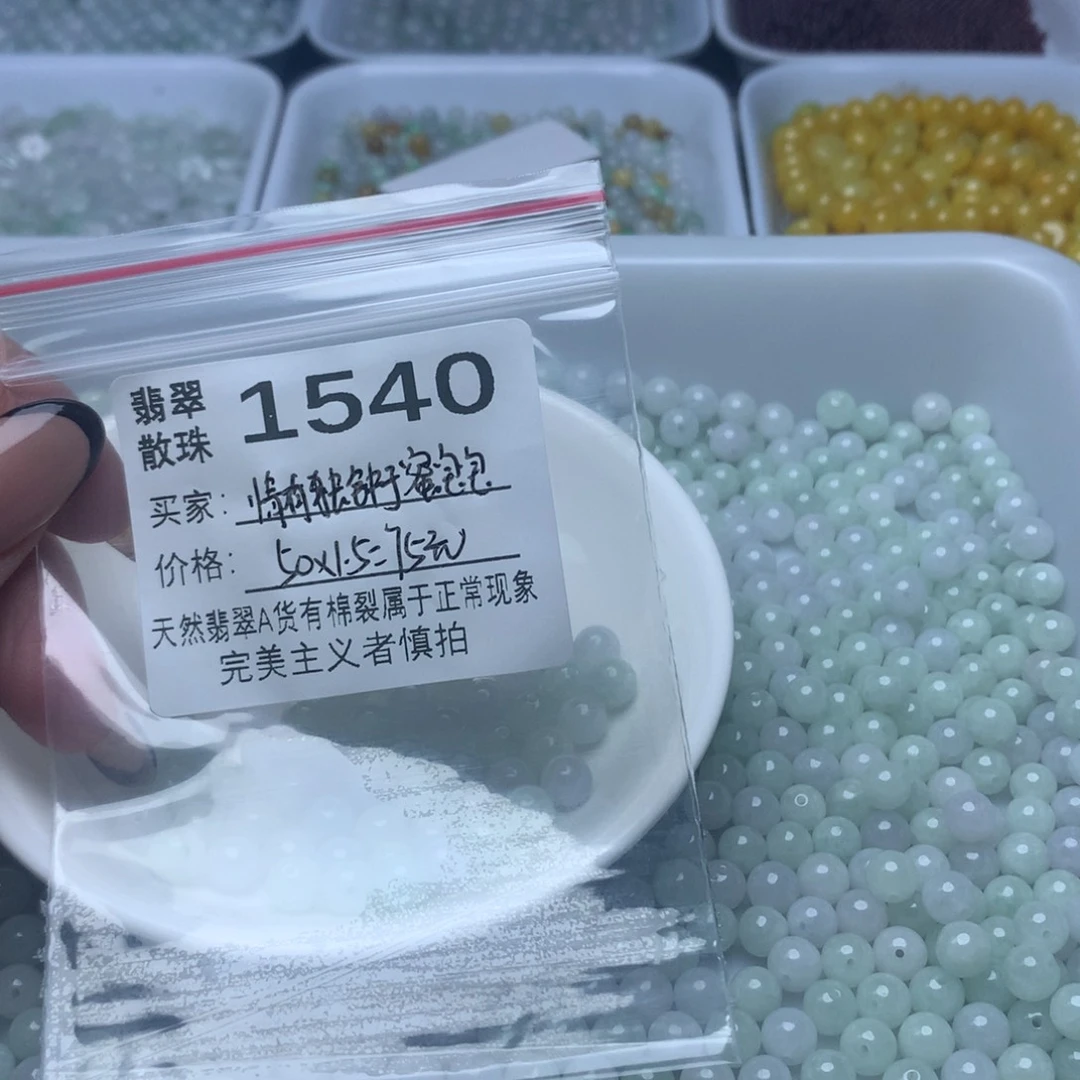 翡翠 1540
散珠
买家:
价格: 50x1.5=75元
天然翡翠A货有棉裂属于正常现象
完美主义者慎拍